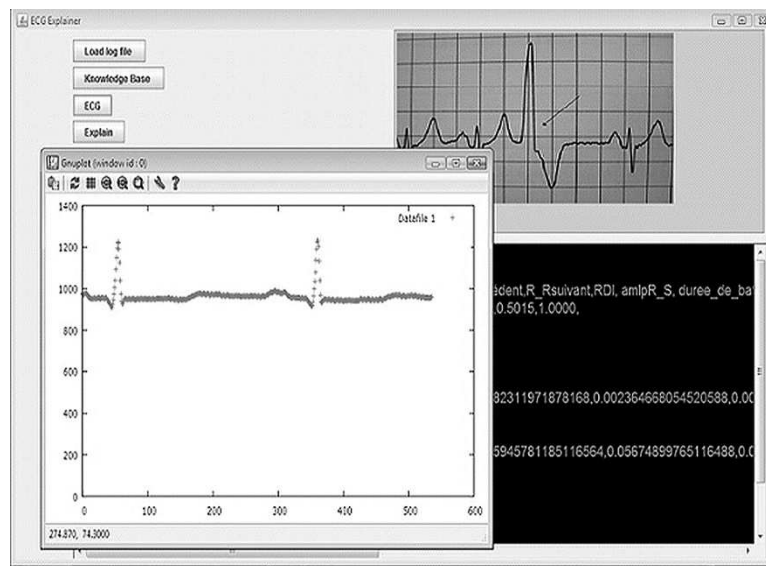 ECG Explainer
Load log file
Knowledge Base
ECG
Explain
Gnuplot (window id : 0)
Datafile 1
1400
1200
1000
800
600
400
200
0
0 100 200 300 400 500 600
274.870, 74.3000
édent,R_Rsuivant,RDI, amlpR_S, duree_de_ba
,0.5015,1.0000,
82311971878168,0.002364668054520588,0.00
5945781185116564,0.05674899765116488,0.0